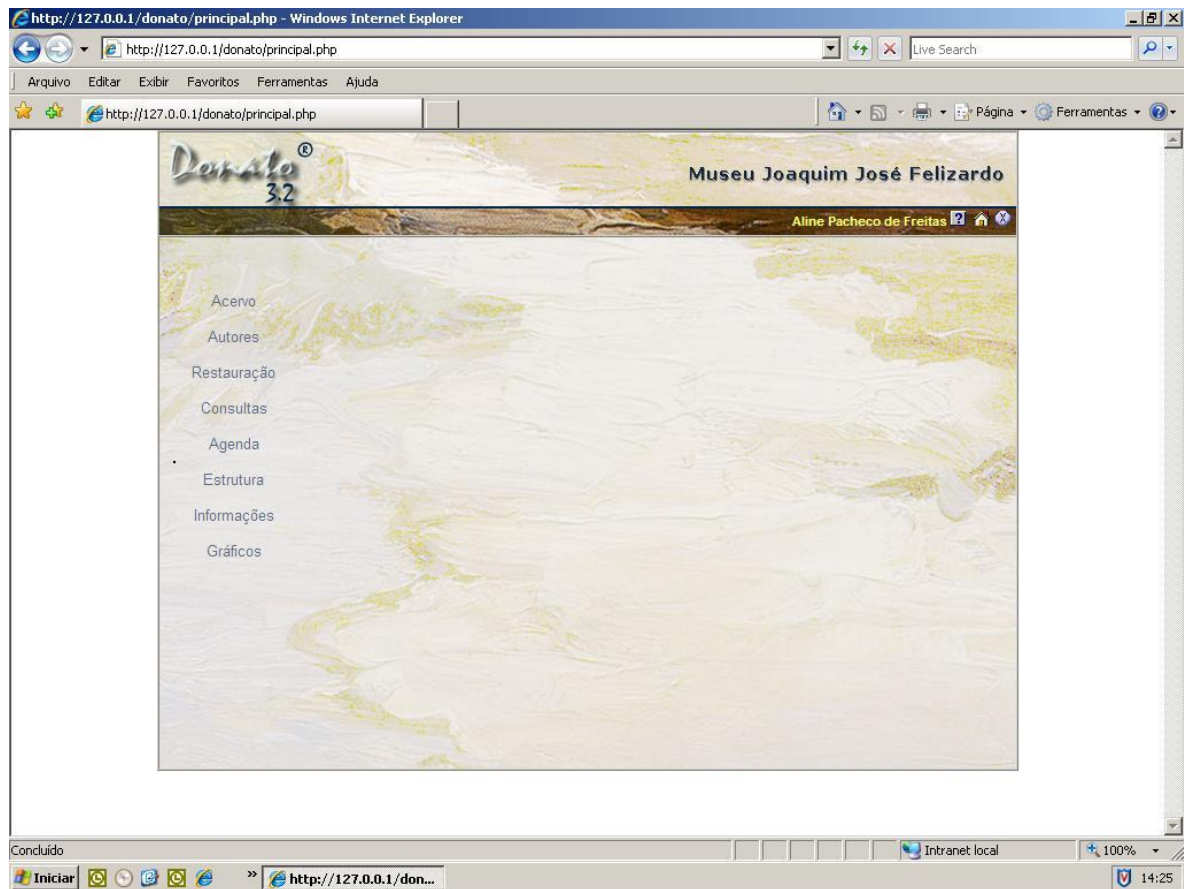 http://127.0.0.1/donato/principal.php - Windows Internet Explorer
http://127.0.0.1/donato/principal.php
Live Search
Arquivo Editar Exibir Favoritos Ferramentas Ajuda
http://127.0.0.1/donato/principal.php
Página Ferramentas
Donato®
3.2
Museu Joaquim José Felizardo
Aline Pacheco de Freitas
Acervo
Autores
Restauração
Consultas
Agenda
Estrutura
Informações
Gráficos
Concluído
Intranet local
100%
Iniciar
http://127.0.0.1/don...
14:25